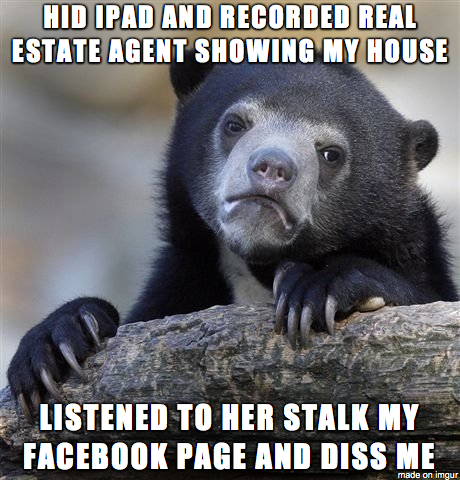 HID IPAD AND RECORDED REAL
ESTATE AGENT SHOWING MY HOUSE
LISTENED TO HER STALK MY
FACEBOOK PAGE AND DISS ME
made on imgur